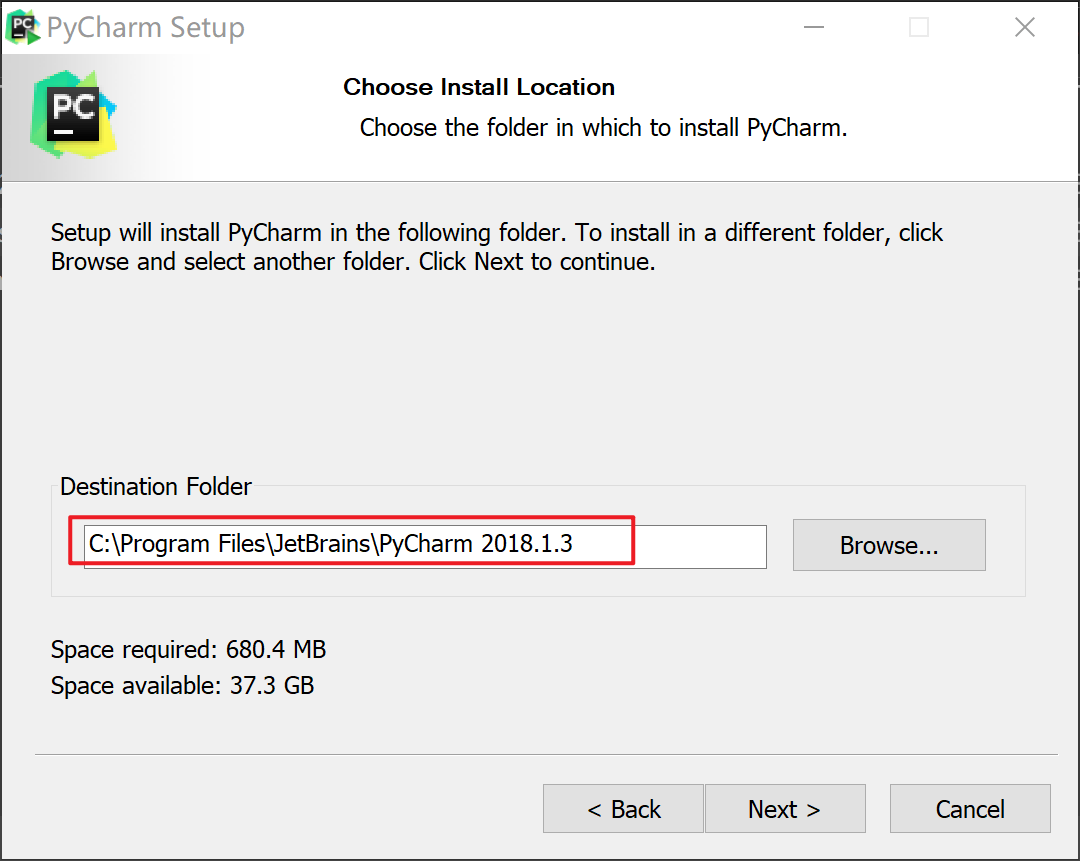 PC PyCharm Setup
PC
Choose Install Location
Choose the folder in which to install PyCharm.
Setup will install PyCharm in the following folder. To install in a different folder, click
Browse and select another folder. Click Next to continue.
Destination Folder
C:\Program Files\JetBrains\PyCharm 2018.1.3
Browse...
Space required: 680.4 MB
Space available: 37.3 GB
< Back
Next >
Cancel